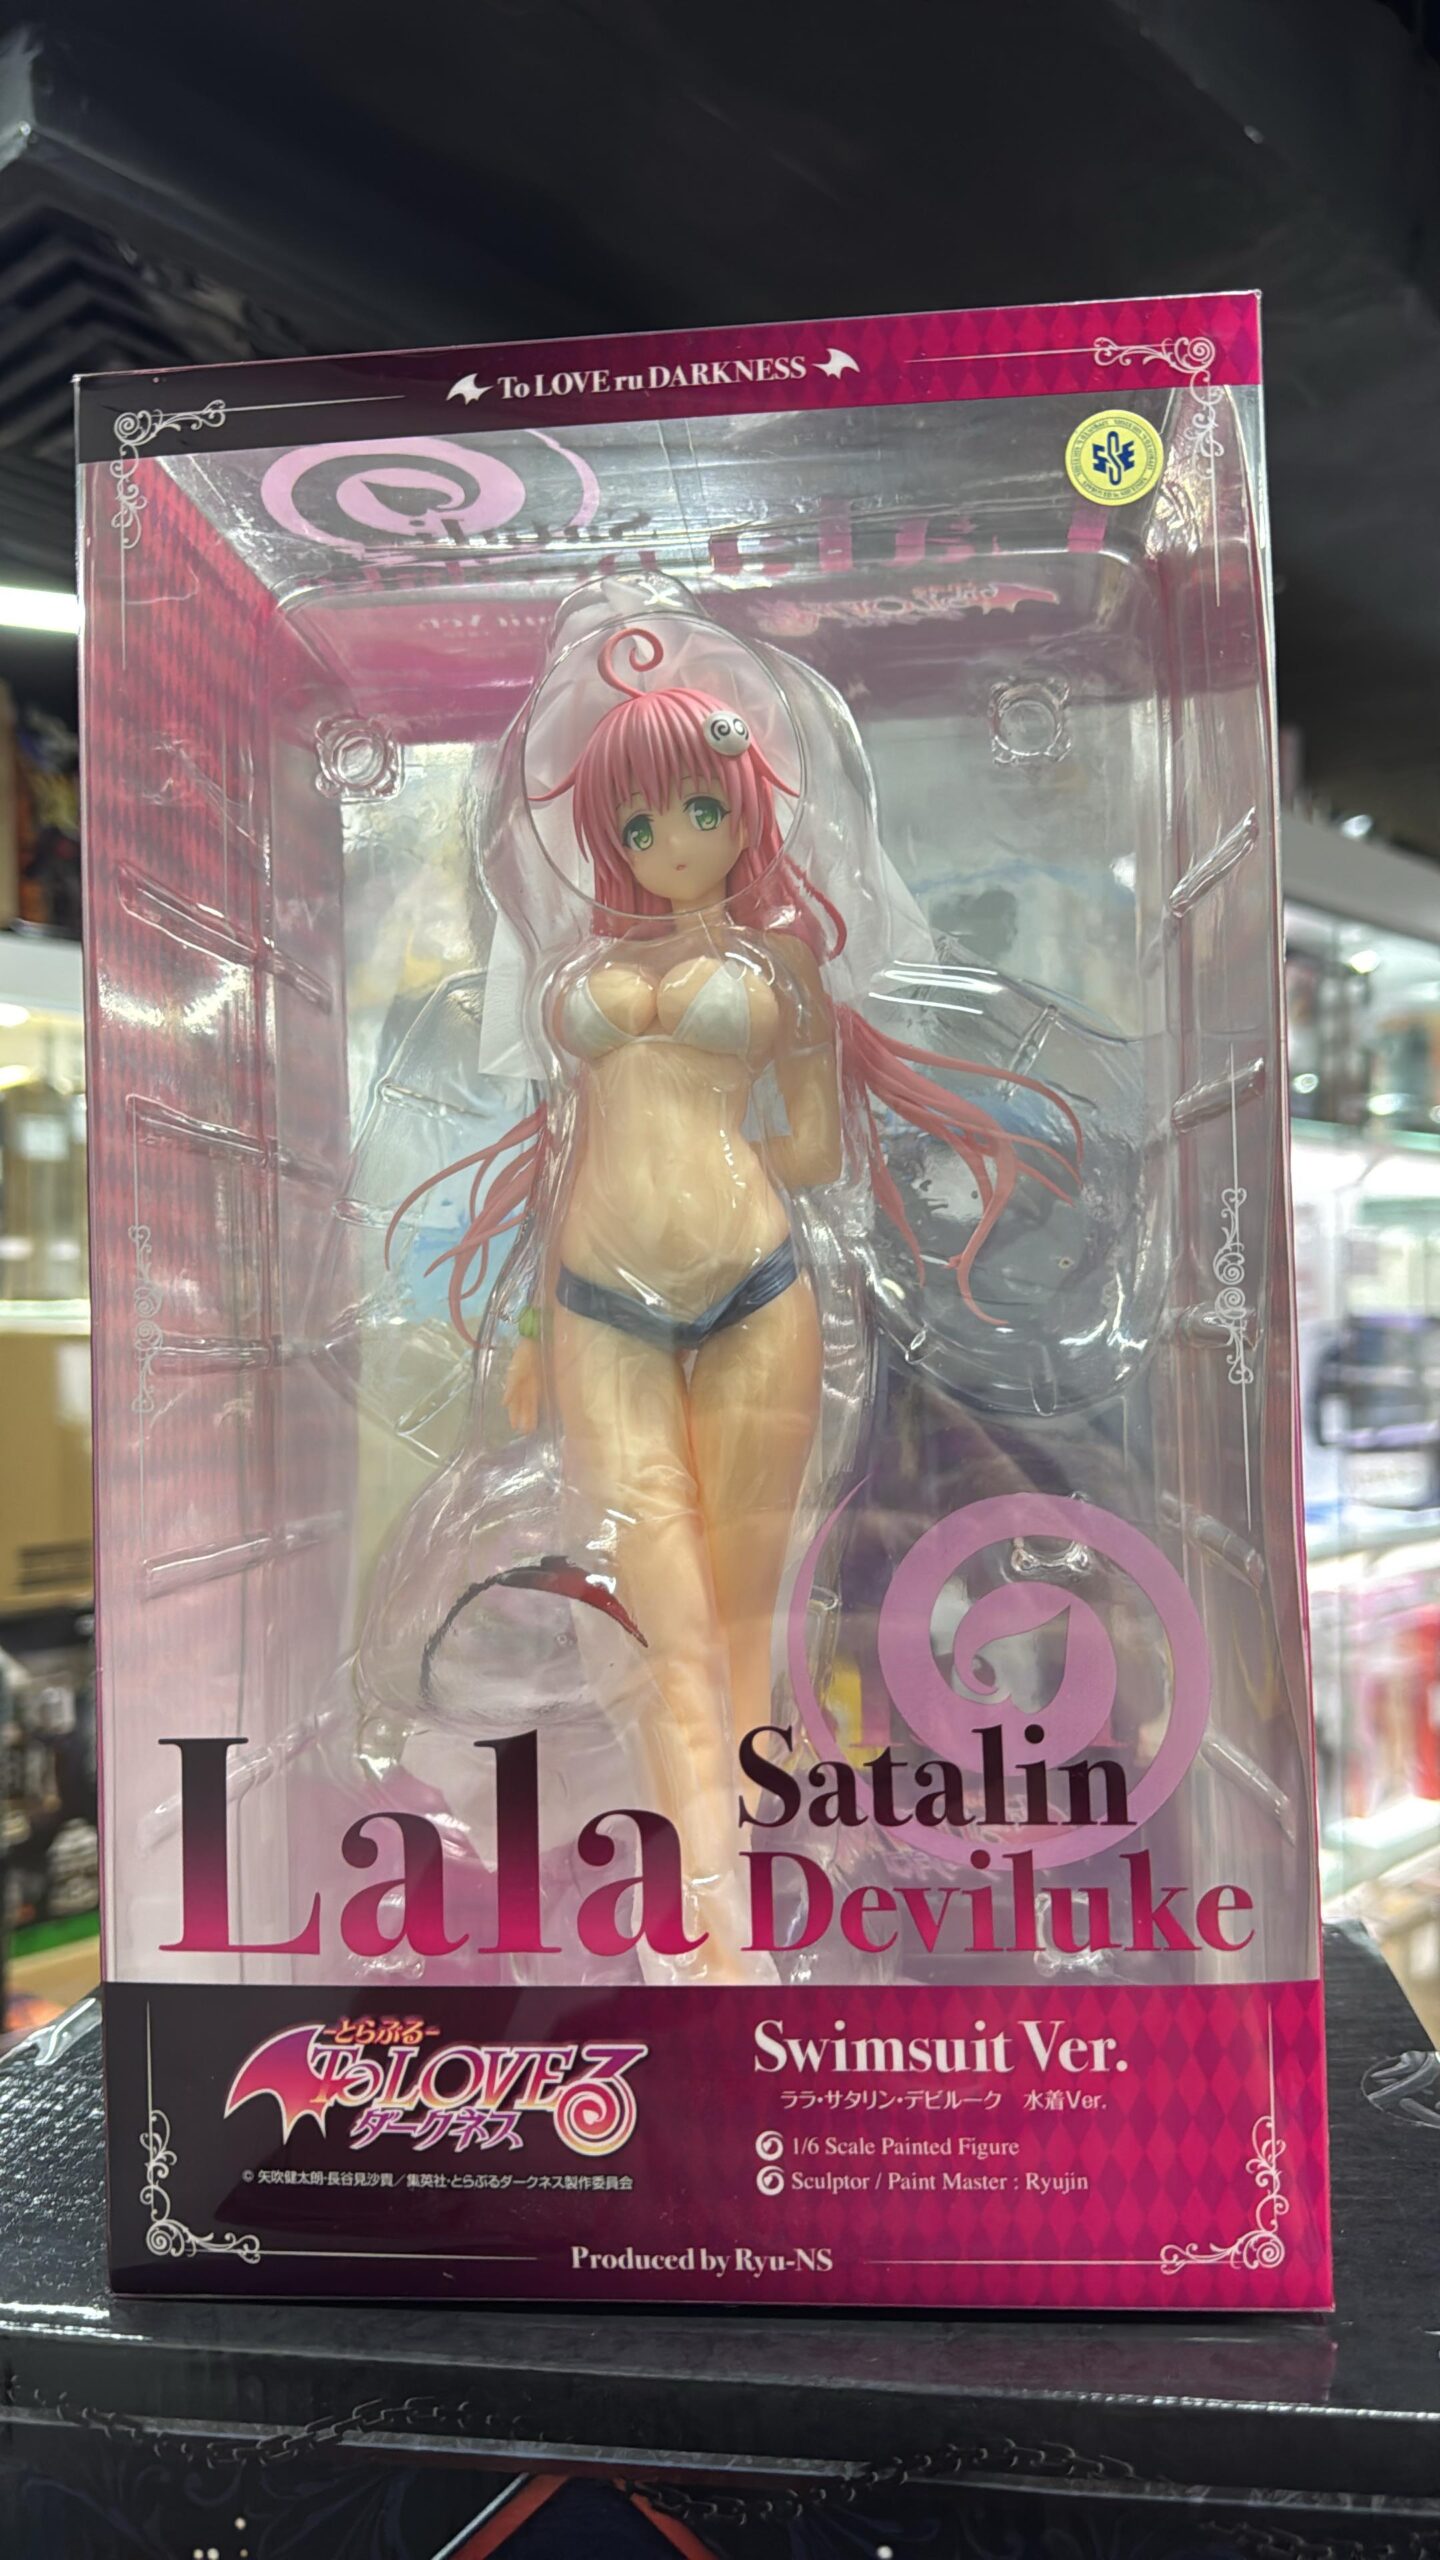 To LOVE ru DARKNESS
SSE
Lala
Satalin
Deviluke
-とらぶる-
To LOVEる
ダークネス
© 矢吹健太朗・長谷見沙貴／集英社・とらぶるダークネス製作委員会
Swimsuit Ver.
ララ・サタリン・デビルーク 水着Ver.
1/6 Scale Painted Figure
Sculptor / Paint Master : Ryujin
Produced by Ryu-NS